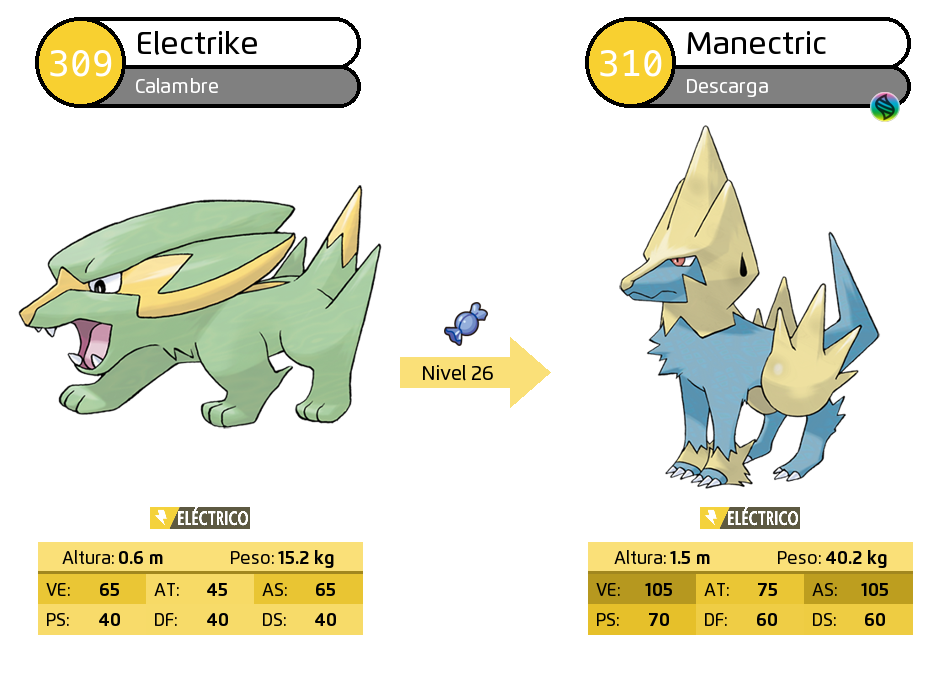 309 Electrike
Calambre
310 Manectric
Descarga
Nivel 26
ELÉCTRICO
Altura: 0.6 m Peso: 15.2 kg
VE: 65 AT: 45 AS: 65
PS: 40 DF: 40 DS: 40
ELÉCTRICO
Altura: 1.5 m Peso: 40.2 kg
VE: 105 AT: 75 AS: 105
PS: 70 DF: 60 DS: 60